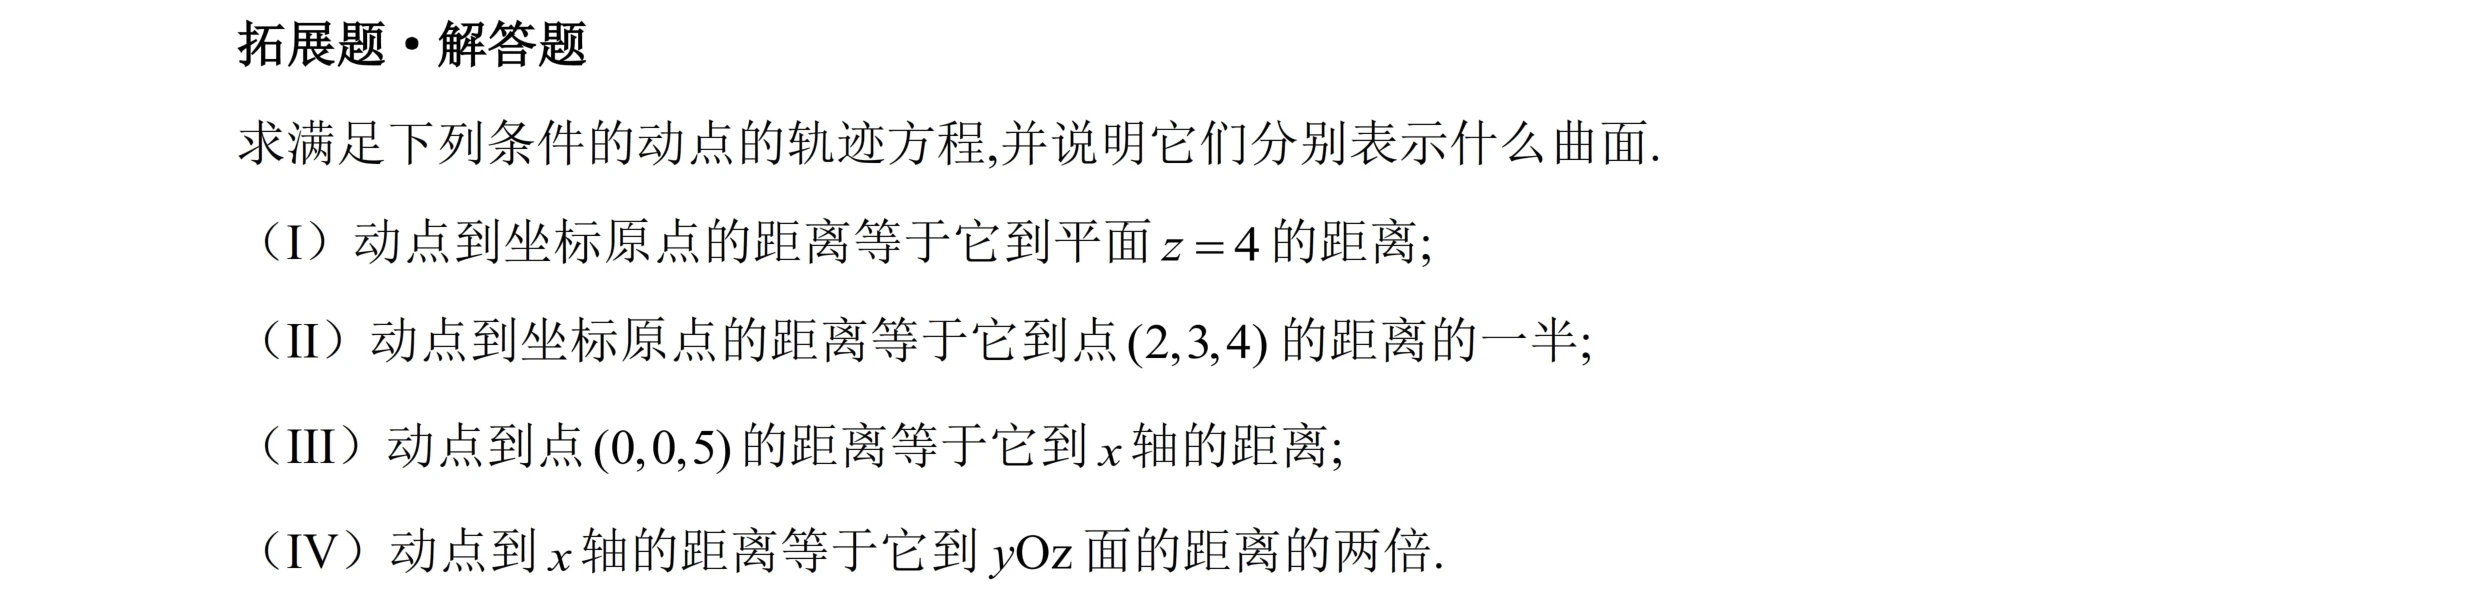 拓展题·解答题
求满足下列条件的动点的轨迹方程,并说明它们分别表示什么曲面.
（I）动点到坐标原点的距离等于它到平面 z = 4 的距离;
（II）动点到坐标原点的距离等于它到点 (2,3,4) 的距离的一半;
（III）动点到点 (0,0,5) 的距离等于它到 x 轴的距离;
（IV）动点到 x 轴的距离等于它到 yOz 面的距离的两倍.